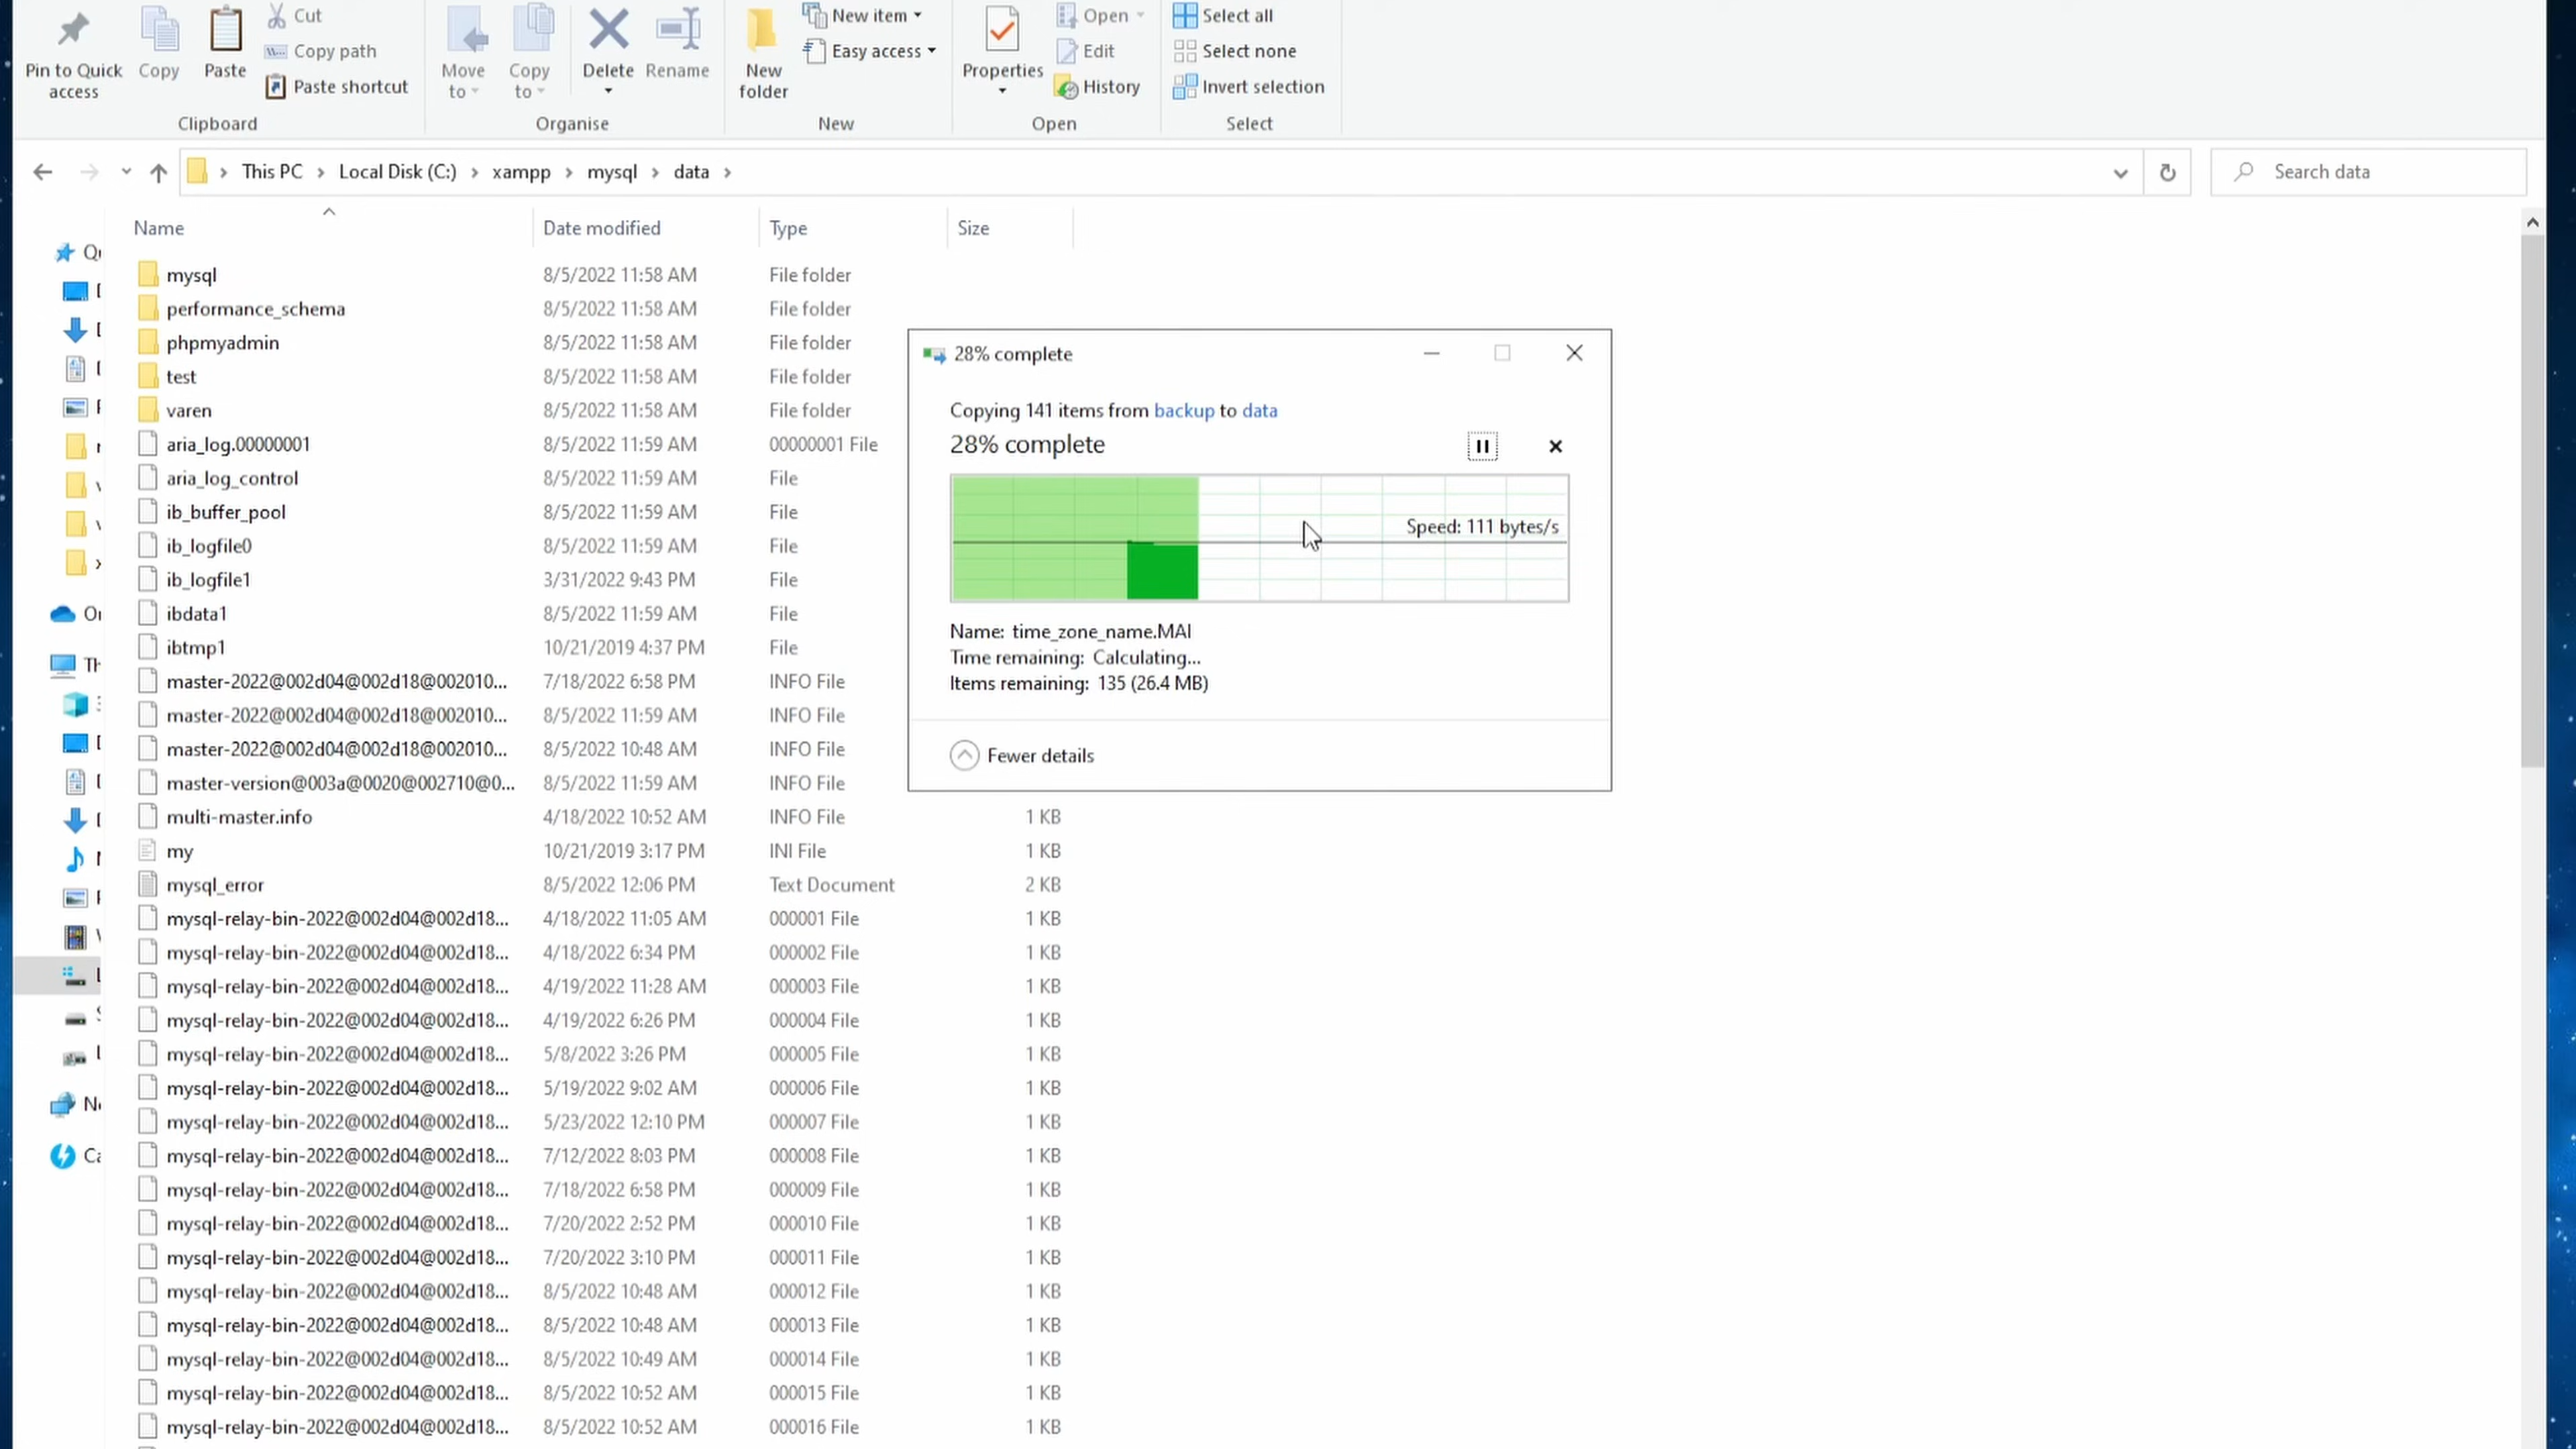 Pin to Quick access
Copy
Paste
Cut
Copy path
Paste shortcut
Clipboard
Move to
Copy to
Delete
Rename
Organise
New folder
New item
Easy access
New
Properties
Open
Edit
History
Open
Select all
Select none
Invert selection
Select
This PC > Local Disk (C:) > xampp > mysql > data >
Search data
Name Date modified Type Size
mysql 8/5/2022 11:58 AM File folder
performance_schema 8/5/2022 11:58 AM File folder
phpmyadmin 8/5/2022 11:58 AM File folder
test 8/5/2022 11:58 AM File folder
varen 8/5/2022 11:58 AM File folder
aria_log.00000001 8/5/2022 11:59 AM 00000001 File
aria_log_control 8/5/2022 11:59 AM File
ib_buffer_pool 8/5/2022 11:59 AM File
ib_logfile0 8/5/2022 11:59 AM File
ib_logfile1 3/31/2022 9:43 PM File
ibdata1 8/5/2022 11:59 AM File
ibtmp1 10/21/2019 4:37 PM File
master-2022@002d04@002d18@002010... 7/18/2022 6:58 PM INFO File
master-2022@002d04@002d18@002010... 8/5/2022 11:59 AM INFO File
master-2022@002d04@002d18@002010... 8/5/2022 10:48 AM INFO File
master-version@003a@0020@002710@0... 8/5/2022 11:59 AM INFO File
multi-master.info 4/18/2022 10:52 AM INFO File 1 KB
my 10/21/2019 3:17 PM INI File 1 KB
mysql_error 8/5/2022 12:06 PM Text Document 2 KB
mysql-relay-bin-2022@002d04@002d18... 4/18/2022 11:05 AM 000001 File 1 KB
mysql-relay-bin-2022@002d04@002d18... 4/18/2022 6:34 PM 000002 File 1 KB
mysql-relay-bin-2022@002d04@002d18... 4/19/2022 11:28 AM 000003 File 1 KB
mysql-relay-bin-2022@002d04@002d18... 4/19/2022 6:26 PM 000004 File 1 KB
mysql-relay-bin-2022@002d04@002d18... 5/8/2022 3:26 PM 000005 File 1 KB
mysql-relay-bin-2022@002d04@002d18... 5/19/2022 9:02 AM 000006 File 1 KB
mysql-relay-bin-2022@002d04@002d18... 5/23/2022 12:10 PM 000007 File 1 KB
mysql-relay-bin-2022@002d04@002d18... 7/12/2022 8:03 PM 000008 File 1 KB
mysql-relay-bin-2022@002d04@002d18... 7/18/2022 6:58 PM 000009 File 1 KB
mysql-relay-bin-2022@002d04@002d18... 7/20/2022 2:52 PM 000010 File 1 KB
mysql-relay-bin-2022@002d04@002d18... 7/20/2022 3:10 PM 000011 File 1 KB
mysql-relay-bin-2022@002d04@002d18... 8/5/2022 10:48 AM 000012 File 1 KB
mysql-relay-bin-2022@002d04@002d18... 8/5/2022 10:48 AM 000013 File 1 KB
mysql-relay-bin-2022@002d04@002d18... 8/5/2022 10:49 AM 000014 File 1 KB
mysql-relay-bin-2022@002d04@002d18... 8/5/2022 10:52 AM 000015 File 1 KB
mysql-relay-bin-2022@002d04@002d18... 8/5/2022 10:52 AM 000016 File 1 KB
28% complete
Copying 141 items from backup to data
28% complete
Speed: 111 bytes/s
Name: time_zone_name.MAI
Time remaining: Calculating...
Items remaining: 135 (26.4 MB)
Fewer details